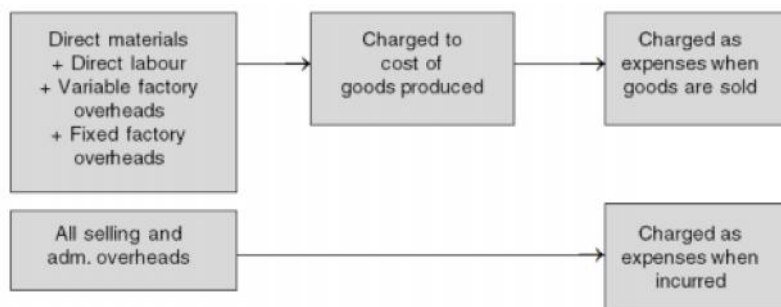 Direct materials
+ Direct labour
+ Variable factory
overheads
+ Fixed factory
overheads
Charged to
cost of
goods produced
Charged as
expenses when
goods are sold
All selling and
adm. overheads
Charged as
expenses when
incurred